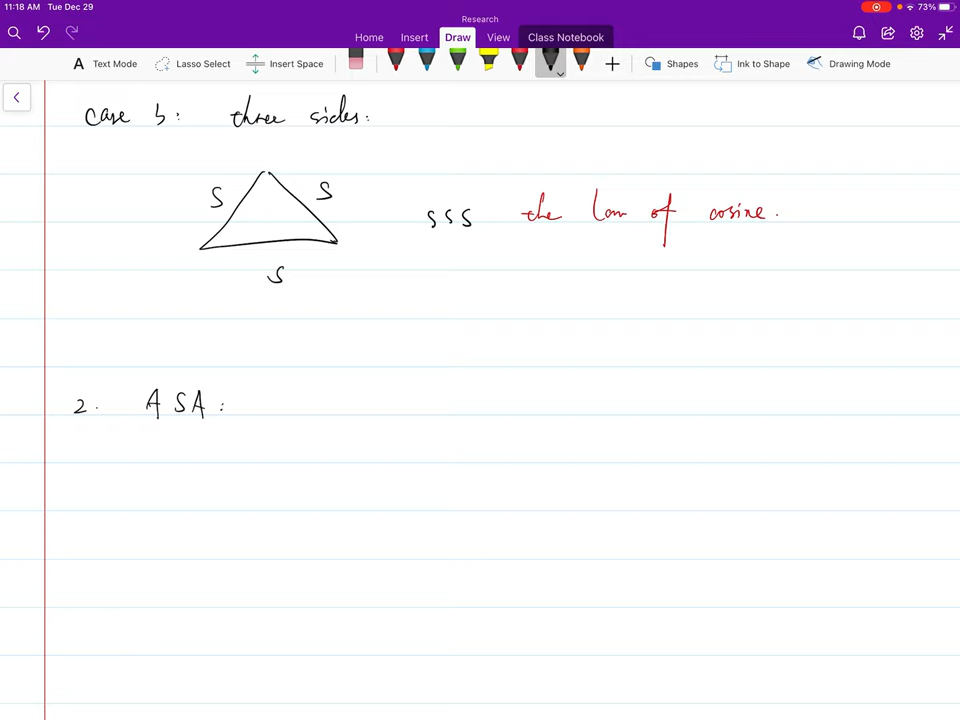 11:18 AM Tue Dec 29
73%
Research
Home Insert Draw View Class Notebook
Text Mode Lasso Select Insert Space Shapes Ink to Shape Drawing Mode
case 3: three sides:
S S
SSS the law of cosine.
S
2. ASA: